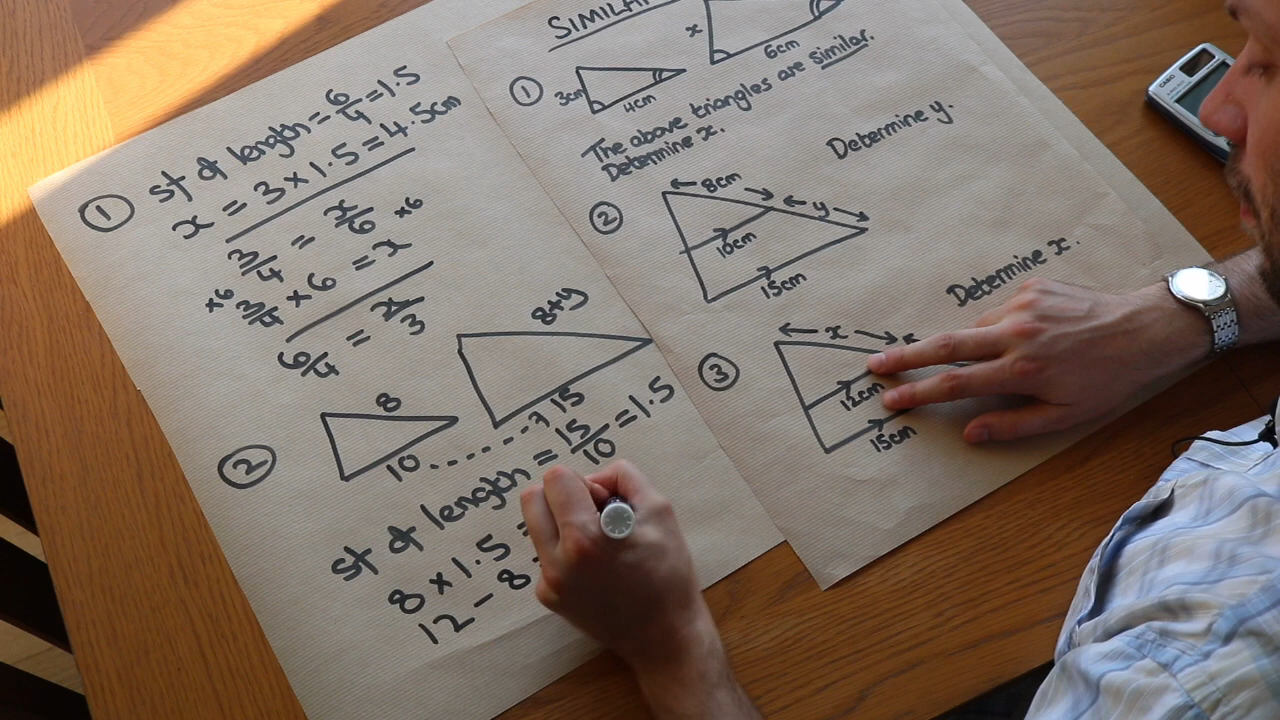 ① sf of length = 6/4 = 1.5
x = 3 × 1.5 = 4.5cm
3/4 = x/6 ×6
×6 3/4 × 6 = x
6/4 = x/3
② 8
10
8+y
15
sf of length = 15/10 = 1.5
8 × 1.5 =
12 - 8
① 3cm
4cm
x
6cm
The above triangles are similar.
Determine x.
② Determine y.
8cm
y
10cm
15cm
③ Determine x.
x
12cm
15cm
CASIO